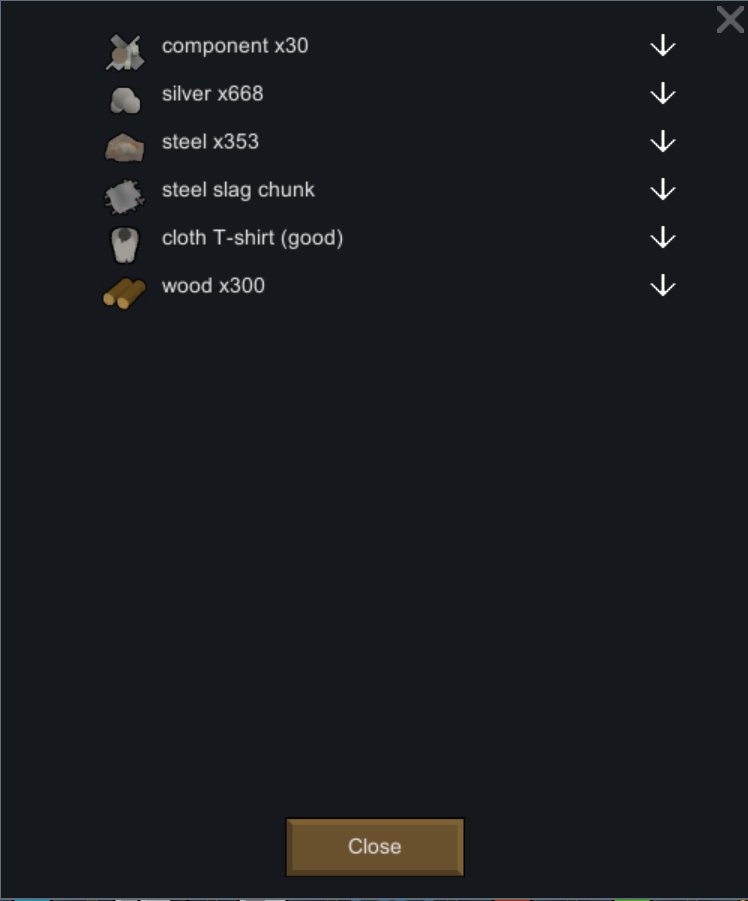 component x30
silver x668
steel x353
steel slag chunk
cloth T-shirt (good)
wood x300
Close